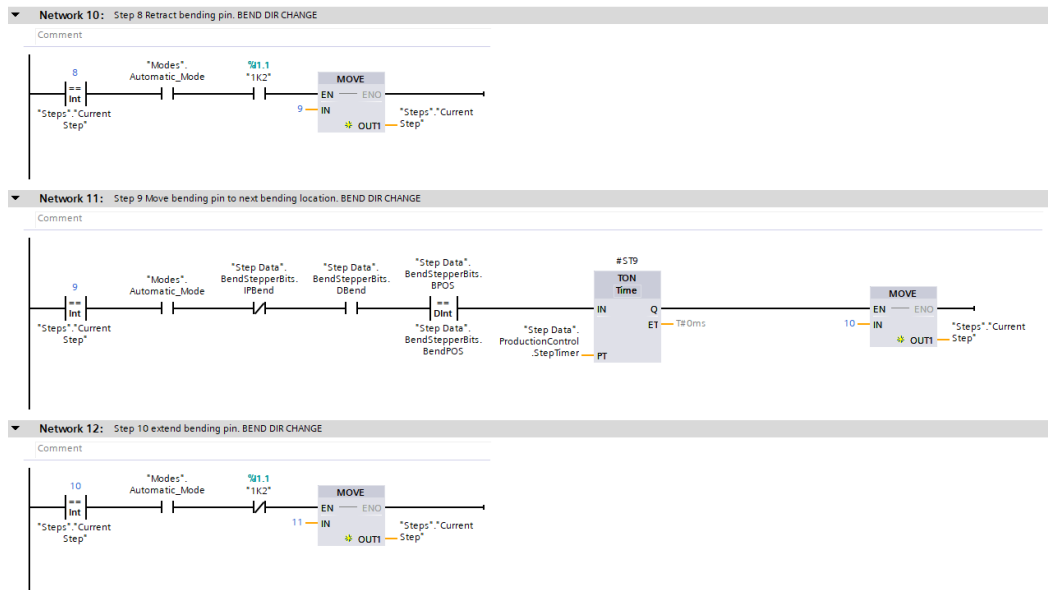 Network 10: Step 8 Retract bending pin. BEND DIR CHANGE
Comment
8
==
Int
"Steps"."Current
Step"
"Modes".
Automatic_Mode
%I1.1
"1K2"
MOVE
EN ENO
9 IN
OUT1
"Steps"."Current
Step"
Network 11: Step 9 Move bending pin to next bending location. BEND DIR CHANGE
Comment
9
==
Int
"Steps"."Current
Step"
"Modes".
Automatic_Mode
"Step Data".
BendStepperBits.
IPBend
"Step Data".
BendStepperBits.
DBend
"Step Data".
BendStepperBits.
BPOS
==
DInt
"Step Data".
BendStepperBits.
BendPOS
#ST9
TON
Time
IN Q
ET T#0ms
"Step Data".
ProductionControl
.StepTimer PT
MOVE
EN ENO
10 IN
OUT1
"Steps"."Current
Step"
Network 12: Step 10 extend bending pin. BEND DIR CHANGE
Comment
10
==
Int
"Steps"."Current
Step"
"Modes".
Automatic_Mode
%I1.1
"1K2"
MOVE
EN ENO
11 IN
OUT1
"Steps"."Current
Step"